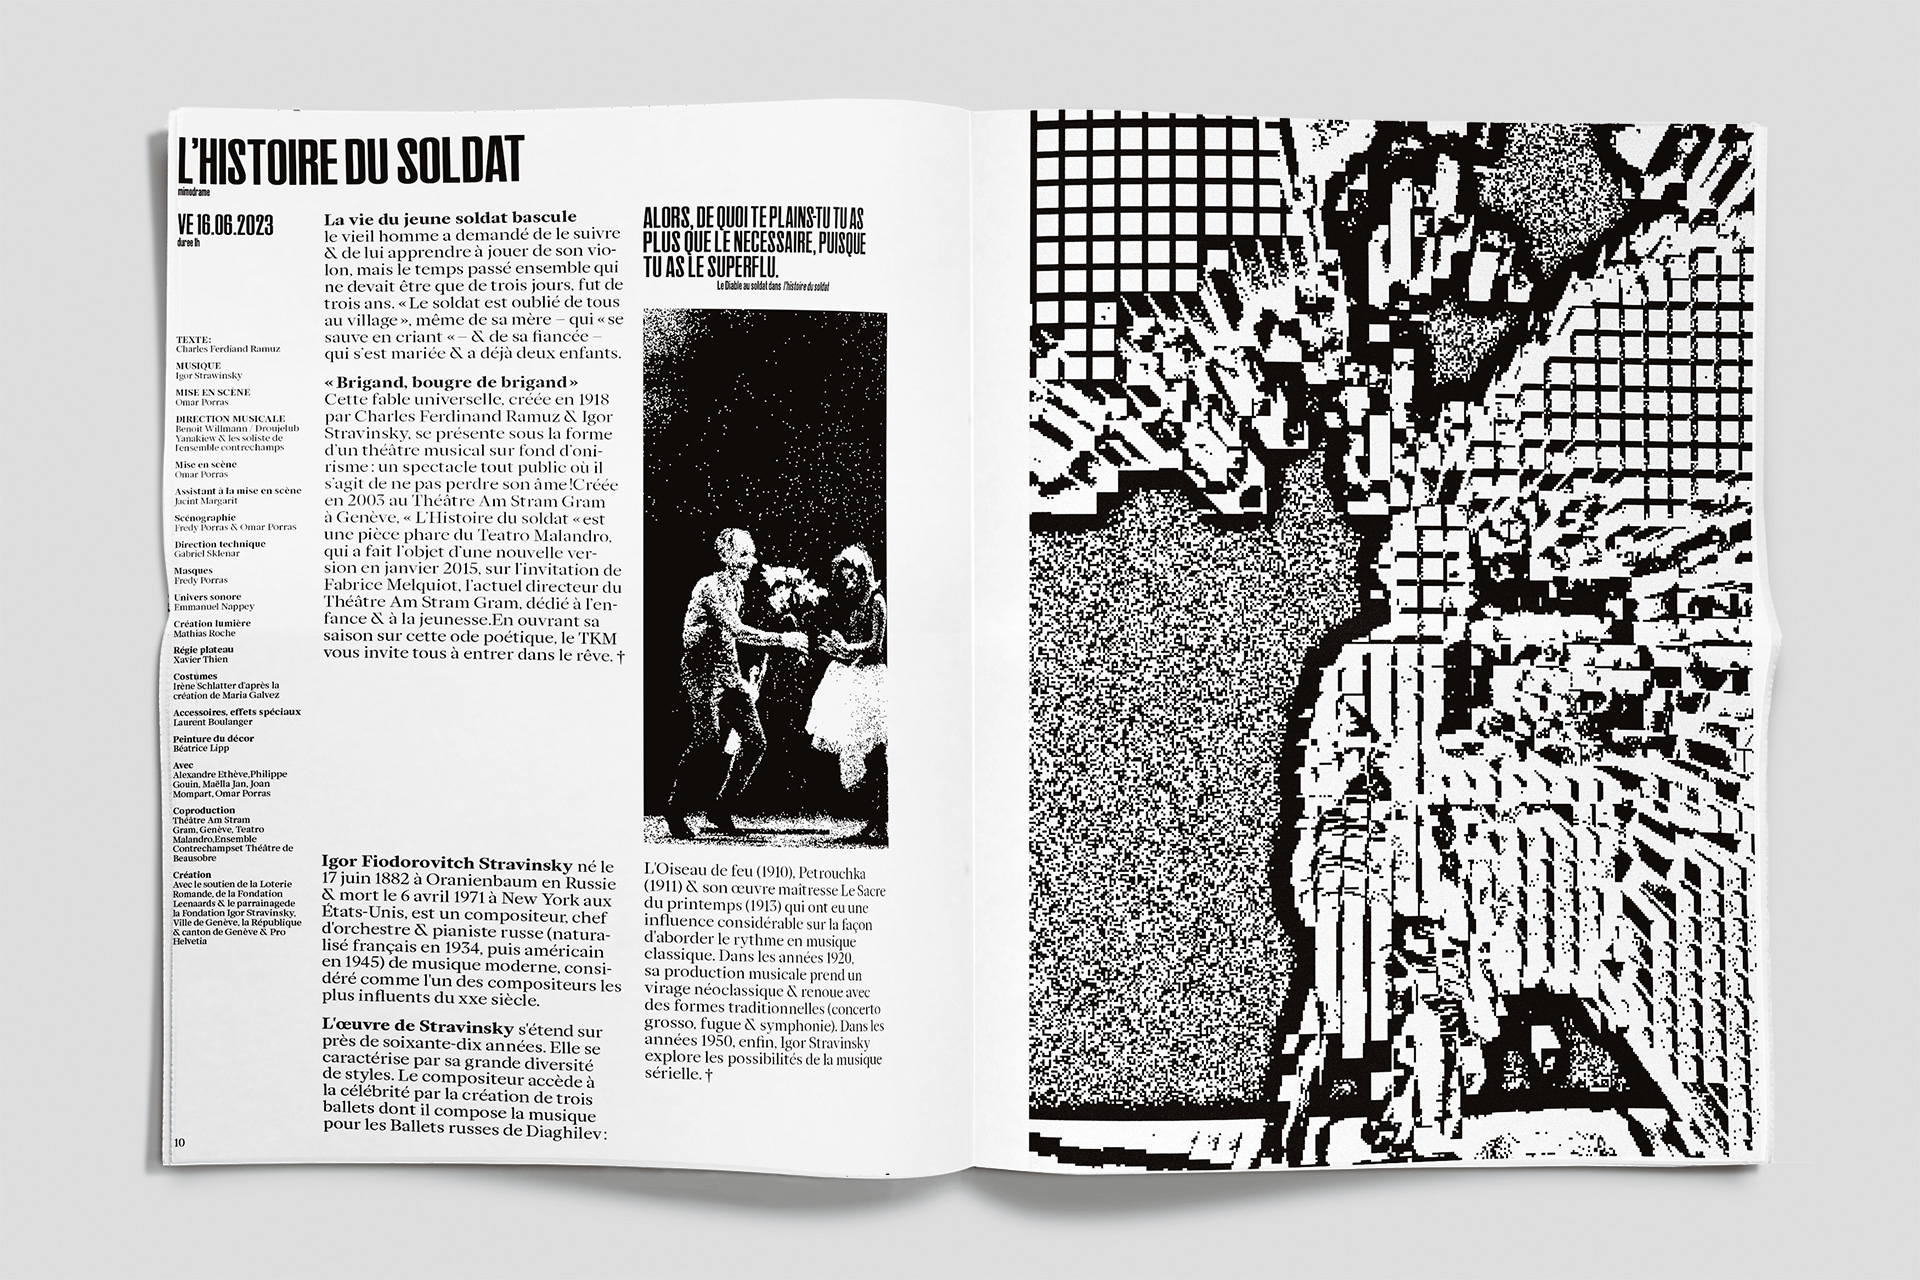 L'HISTOIRE DU SOLDAT
mimodrame
VE 16.06.2023
duree 1h
TEXTE:
Charles Ferdiand Ramuz
MUSIQUE
Igor Strawinsky
MISE EN SCÈNE
Omar Porras
DIRECTION MUSICALE
Benoit Willmann / Droujelub
Yanakiew & les soliste de
l'ensemble contrechamps
Mise en scène
Omar Porras
Assistant à la mise en scène
Jacint Margarit
Scénographie
Fredy Porras & Omar Porras
Direction technique
Gabriel Sklenar
Masques
Fredy Porras
Univers sonore
Emmanuel Nappey
Création lumière
Mathias Roche
Régie plateau
Xavier Thien
Costumes
Irène Schlatter d'après la
création de Maria Galvez
Accessoires, effets spéciaux
Laurent Boulanger
Peinture du décor
Béatrice Lipp
Avec
Alexandre Ethève,Philippe
Gouin, Maëlla Jan, Joan
Mompart, Omar Porras
Coproduction
Théâtre Am Stram
Gram, Genève, Teatro
Malandro,Ensemble
Contrechampset Théâtre de
Beausobre
Création
Avec le soutien de la Loterie
Romande, de la Fondation
Leenaards & le parrainagede
la Fondation Igor Stravinsky,
Ville de Genève, la République
& canton de Genève & Pro
Helvetia
10
La vie du jeune soldat bascule
le vieil homme a demandé de le suivre
& de lui apprendre à jouer de son vio-
lon, mais le temps passé ensemble qui
ne devait être que de trois jours, fut de
trois ans. « Le soldat est oublié de tous
au village », même de sa mère – qui « se
sauve en criant « – & de sa fiancée –
qui s'est mariée & a déjà deux enfants.
« Brigand, bougre de brigand »
Cette fable universelle, créée en 1918
par Charles Ferdinand Ramuz & Igor
Stravinsky, se présente sous la forme
d'un théâtre musical sur fond d'oni-
risme : un spectacle tout public où il
s'agit de ne pas perdre son âme !Créée
en 2003 au Théâtre Am Stram Gram
à Genève, « L'Histoire du soldat « est
une pièce phare du Teatro Malandro,
qui a fait l'objet d'une nouvelle ver-
sion en janvier 2015, sur l'invitation de
Fabrice Melquiot, l'actuel directeur du
Théâtre Am Stram Gram, dédié à l'en-
fance & à la jeunesse.En ouvrant sa
saison sur cette ode poétique, le TKM
vous invite tous à entrer dans le rêve. †
Igor Fiodorovitch Stravinsky né le
17 juin 1882 à Oranienbaum en Russie
& mort le 6 avril 1971 à New York aux
États-Unis, est un compositeur, chef
d'orchestre & pianiste russe (natura-
lisé français en 1934, puis américain
en 1945) de musique moderne, consi-
déré comme l'un des compositeurs les
plus influents du xxe siècle.
L'œuvre de Stravinsky s'étend sur
près de soixante-dix années. Elle se
caractérise par sa grande diversité
de styles. Le compositeur accède à
la célébrité par la création de trois
ballets dont il compose la musique
pour les Ballets russes de Diaghilev :
ALORS, DE QUOI TE PLAINS-TU TU AS
PLUS QUE LE NECESSAIRE, PUISQUE
TU AS LE SUPERFLU.
Le Diable au soldat dans l'histoire du soldat
L'Oiseau de feu (1910), Petrouchka
(1911) & son œuvre maîtresse Le Sacre
du printemps (1913) qui ont eu une
influence considérable sur la façon
d'aborder le rythme en musique
classique. Dans les années 1920,
sa production musicale prend un
virage néoclassique & renoue avec
des formes traditionnelles (concerto
grosso, fugue & symphonie). Dans les
années 1950, enfin, Igor Stravinsky
explore les possibilités de la musique
sérielle. †